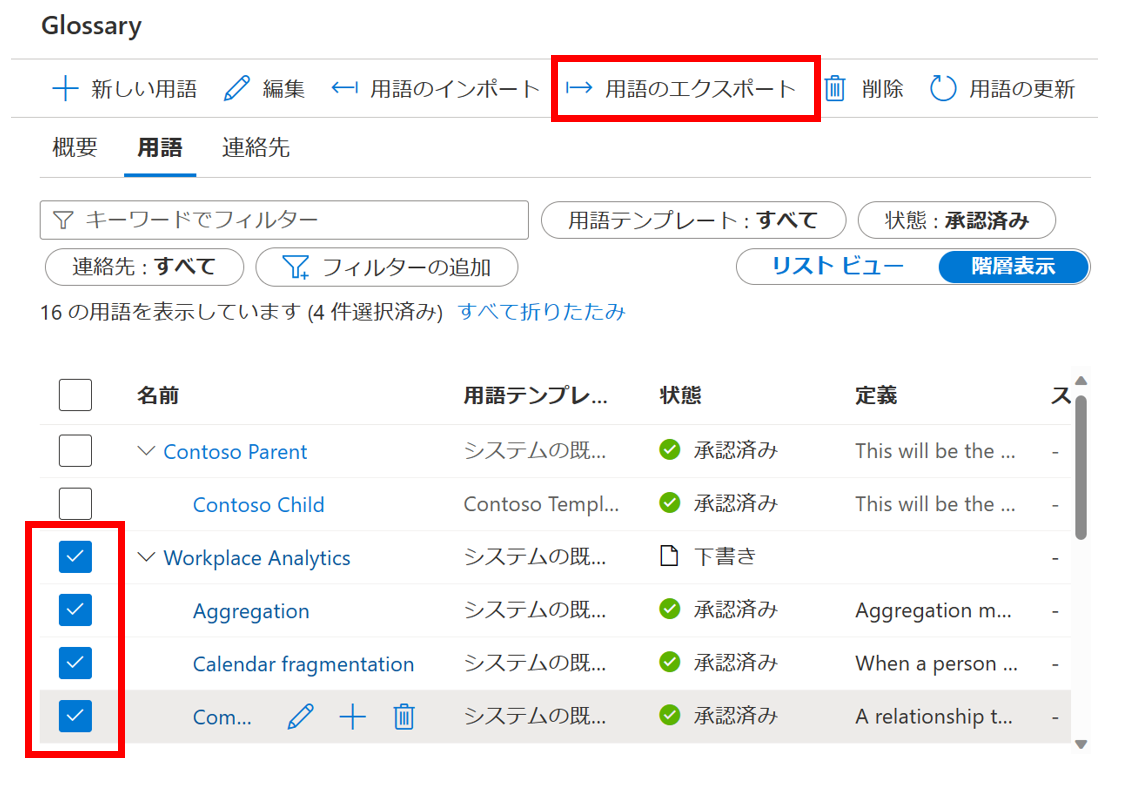 Glossary
新しい用語 編集 用語のインポート 用語のエクスポート 削除 用語の更新
概要 用語 連絡先
キーワードでフィルター 用語テンプレート : すべて 状態 : 承認済み
連絡先 : すべて フィルターの追加 リスト ビュー 階層表示
16 の用語を表示しています (4 件選択済み) すべて折りたたみ
名前 用語テンプレ... 状態 定義 ス
Contoso Parent システムの既... 承認済み This will be the ... -
Contoso Child Contoso Templ... 承認済み This will be the ... -
Workplace Analytics システムの既... 下書き -
Aggregation システムの既... 承認済み Aggregation m... -
Calendar fragmentation システムの既... 承認済み When a person ... -
Com... システムの既... 承認済み A relationship t... -